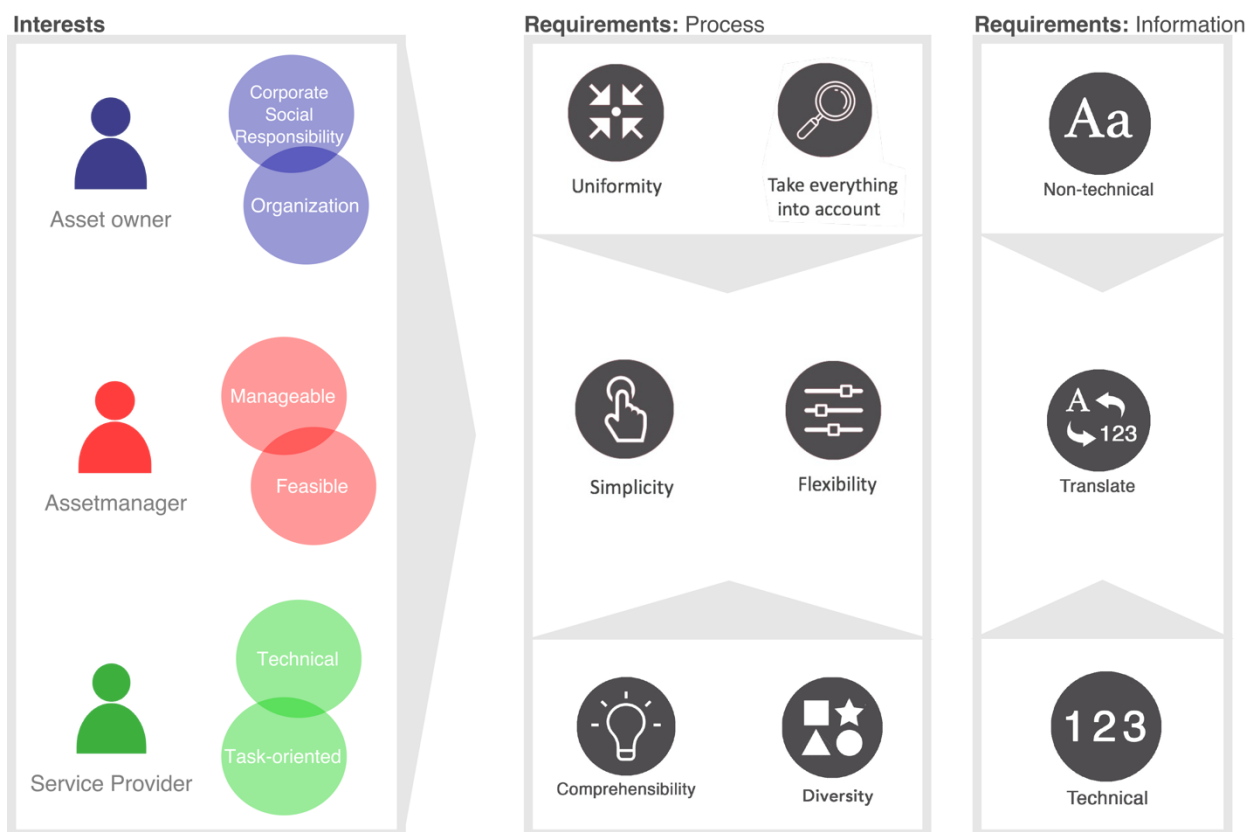 Interests
Corporate
Social
Responsibility
Organization
Asset owner
Manageable
Feasible
Assetmanager
Technical
Task-oriented
Service Provider
Requirements: Process
Uniformity
Take everything
into account
Simplicity
Flexibility
Comprehensibility
Diversity
Requirements: Information
Aa
Non-technical
A
123
Translate
123
Technical